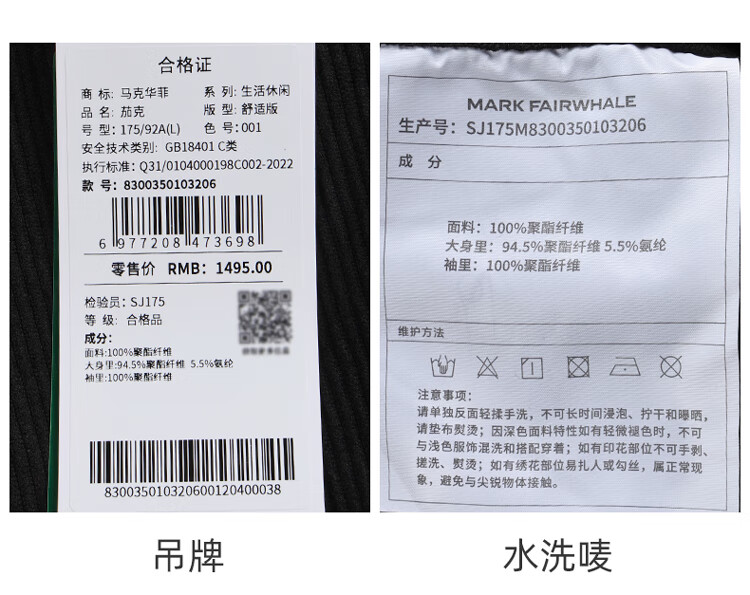 合格证
商 标: 马克华菲 系 列: 生活休闲
品 名: 茄克 版 型: 舒适版
号 型: 175/92A(L) 色 号: 001
安全技术类别: GB18401 C类
执行标准: Q31/0104000198C002-2022
款 号: 8300350103206
6 977208 473698
零售价 RMB: 1495.00
检验员: SJ175
等 级: 合格品
成分:
面料:100%聚酯纤维
大身里:94.5%聚酯纤维 5.5%氨纶
袖里:100%聚酯纤维
830035010320600120400038
MARK FAIRWHALE
生产号: SJ175M8300350103206
成 分
面料: 100%聚酯纤维
大身里: 94.5%聚酯纤维 5.5%氨纶
袖里: 100%聚酯纤维
维护方法
注意事项:
请单独反面轻揉手洗，不可长时间浸泡、拧干和曝晒，
请垫布熨烫；因深色面料特性如有轻微褪色时，不可
与浅色服饰混洗和搭配穿着；如有印花部位不可手剥、
搓洗、熨烫；如有绣花部位易扎人或勾丝，属正常现
象，避免与尖锐物体接触。
吊牌
水洗唛